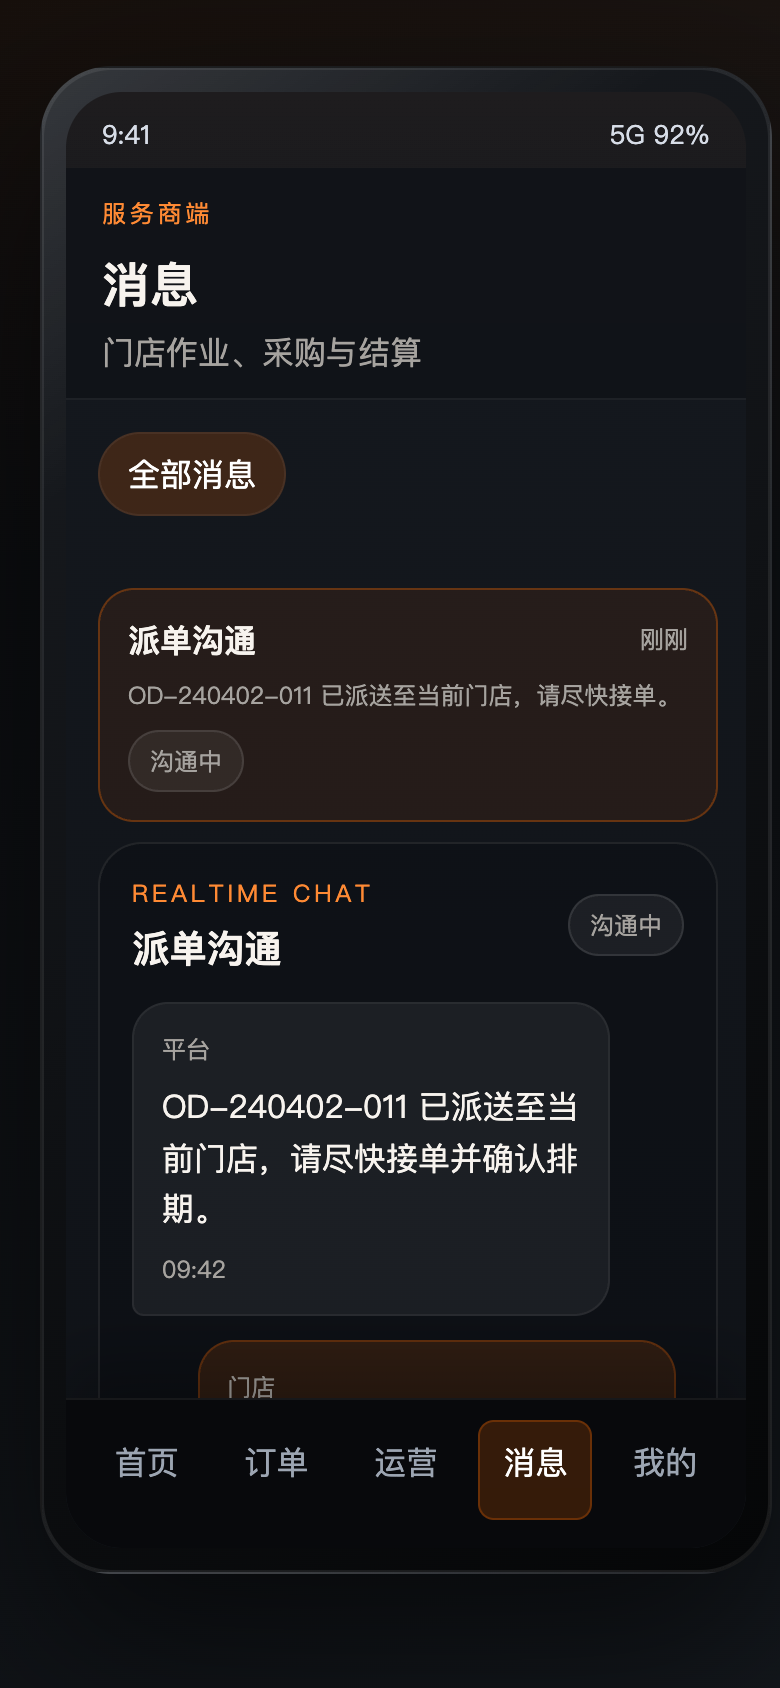 9:41
5G 92%
服务商端
消息
门店作业、采购与结算
全部消息
派单沟通
刚刚
OD-240402-011 已派送至当前门店，请尽快接单。
沟通中
REALTIME CHAT
派单沟通
沟通中
平台
OD-240402-011 已派送至当
前门店，请尽快接单并确认排
期。
09:42
门店
首页
订单
运营
消息
我的